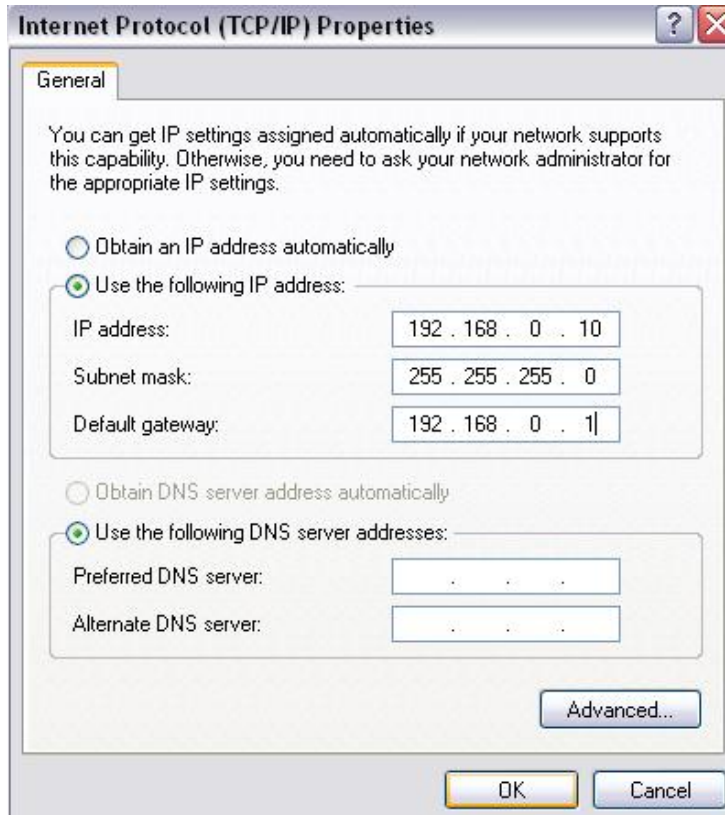 Internet Protocol (TCP/IP) Properties
General
You can get IP settings assigned automatically if your network supports
this capability. Otherwise, you need to ask your network administrator for
the appropriate IP settings.
Obtain an IP address automatically
Use the following IP address:
IP address: 192 . 168 . 0 . 10
Subnet mask: 255 . 255 . 255 . 0
Default gateway: 192 . 168 . 0 . 1
Obtain DNS server address automatically
Use the following DNS server addresses:
Preferred DNS server: . . .
Alternate DNS server: . . .
Advanced...
OK Cancel